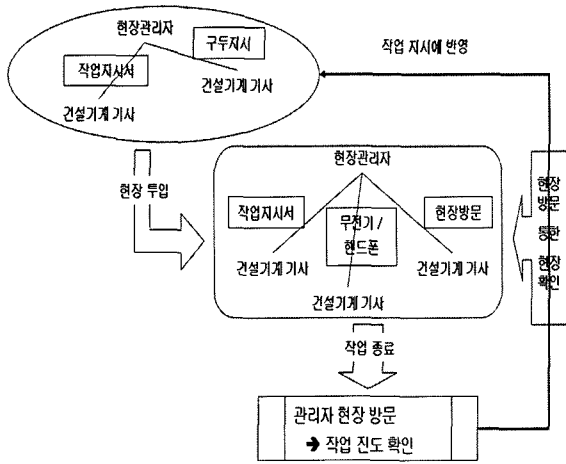 현장관리자
구두지시
작업지시서
건설기계 기사
건설기계 기사
작업 지시에 반영
현장 투입
현장관리자
작업지시서
무전기 /
핸드폰
현장방문
건설기계 기사
건설기계 기사
건설기계 기사
현장
방문
통한
현장
확인
작업 종료
관리자 현장 방문
➔ 작업 진도 확인